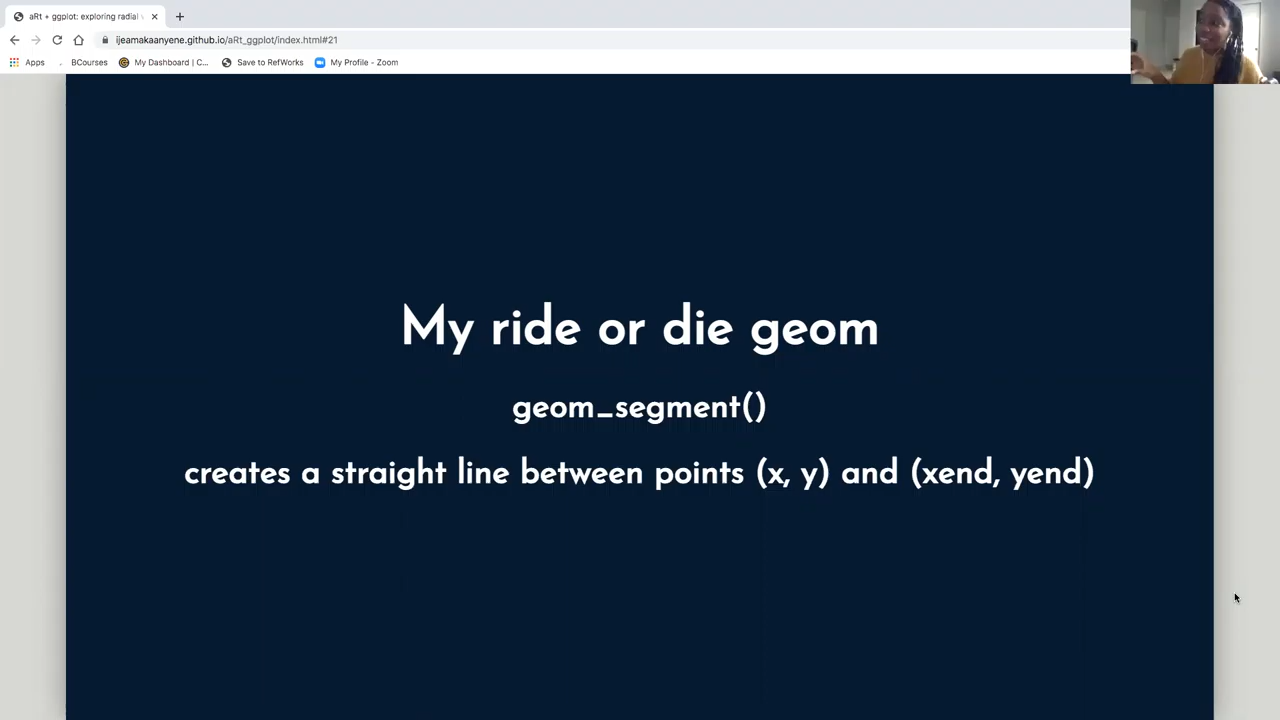 aRt + ggplot: exploring radial
ijeamakaanyene.github.io/aRt_ggplot/index.html#21
Apps
BCourses
My Dashboard | C...
Save to RefWorks
My Profile - Zoom
My ride or die geom
geom_segment()
creates a straight line between points (x, y) and (xend, yend)